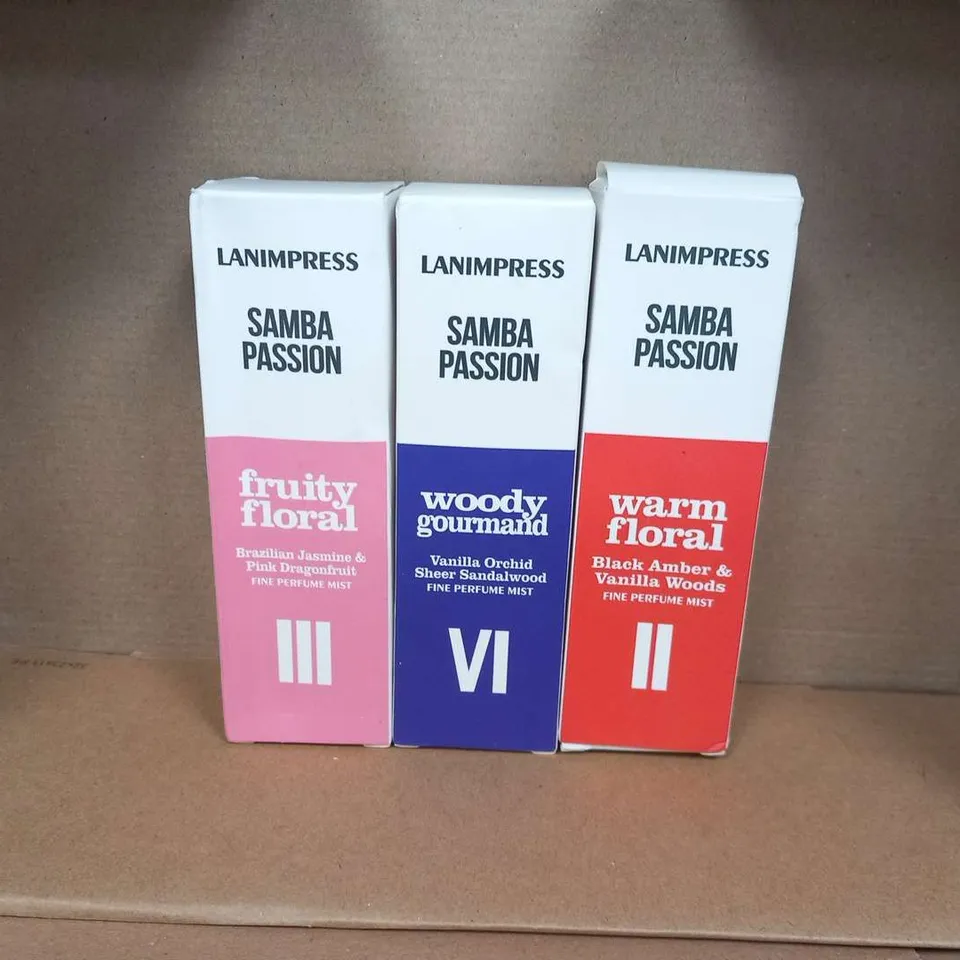 LANIMPRESS
SAMBA
PASSION
fruity
floral
Brazilian Jasmine &
Pink Dragonfruit
FINE PERFUME MIST
III
LANIMPRESS
SAMBA
PASSION
woody
gourmand
Vanilla Orchid
Sheer Sandalwood
FINE PERFUME MIST
VI
LANIMPRESS
SAMBA
PASSION
warm
floral
Black Amber &
Vanilla Woods
FINE PERFUME MIST
II